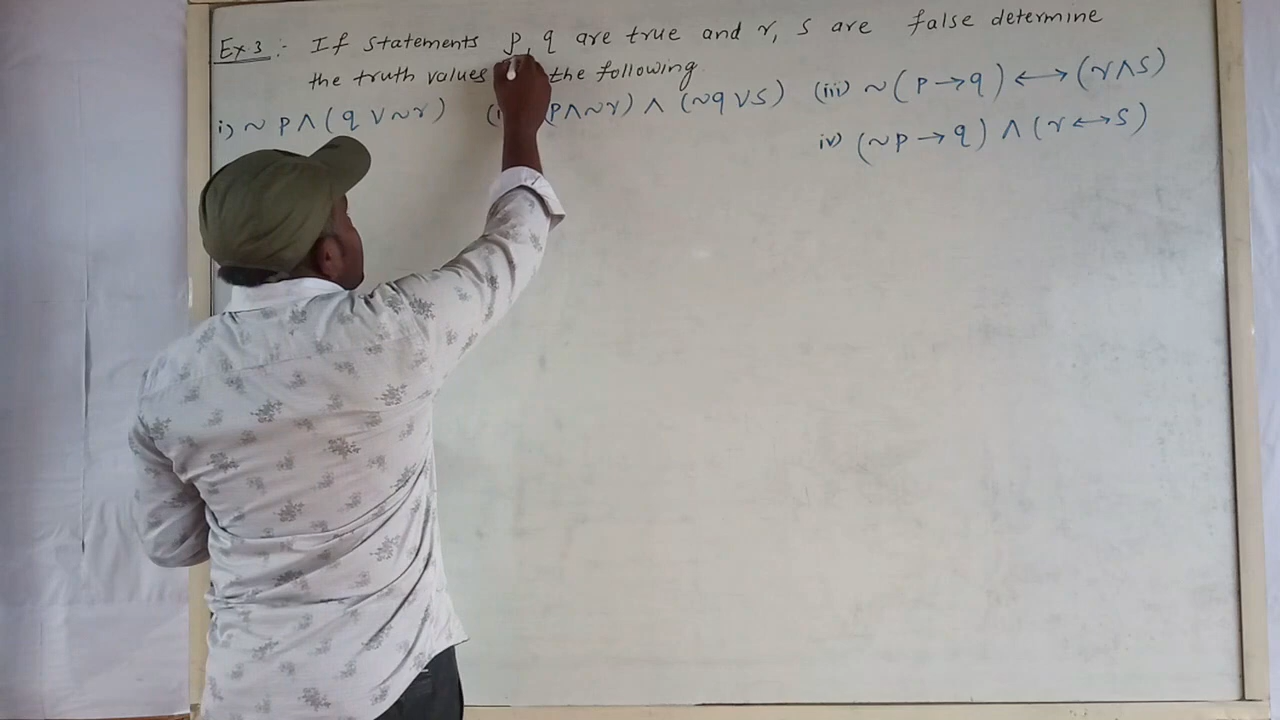 Ex.3 :- If statements p, q are true and r, s are false determine
the truth values the following.
i) ~p∧(q∨~r) (p∧~r)∧(~q∨s) (iii) ~(p→q)↔(r∧s)
iv) (~p→q)∧(r↔s)